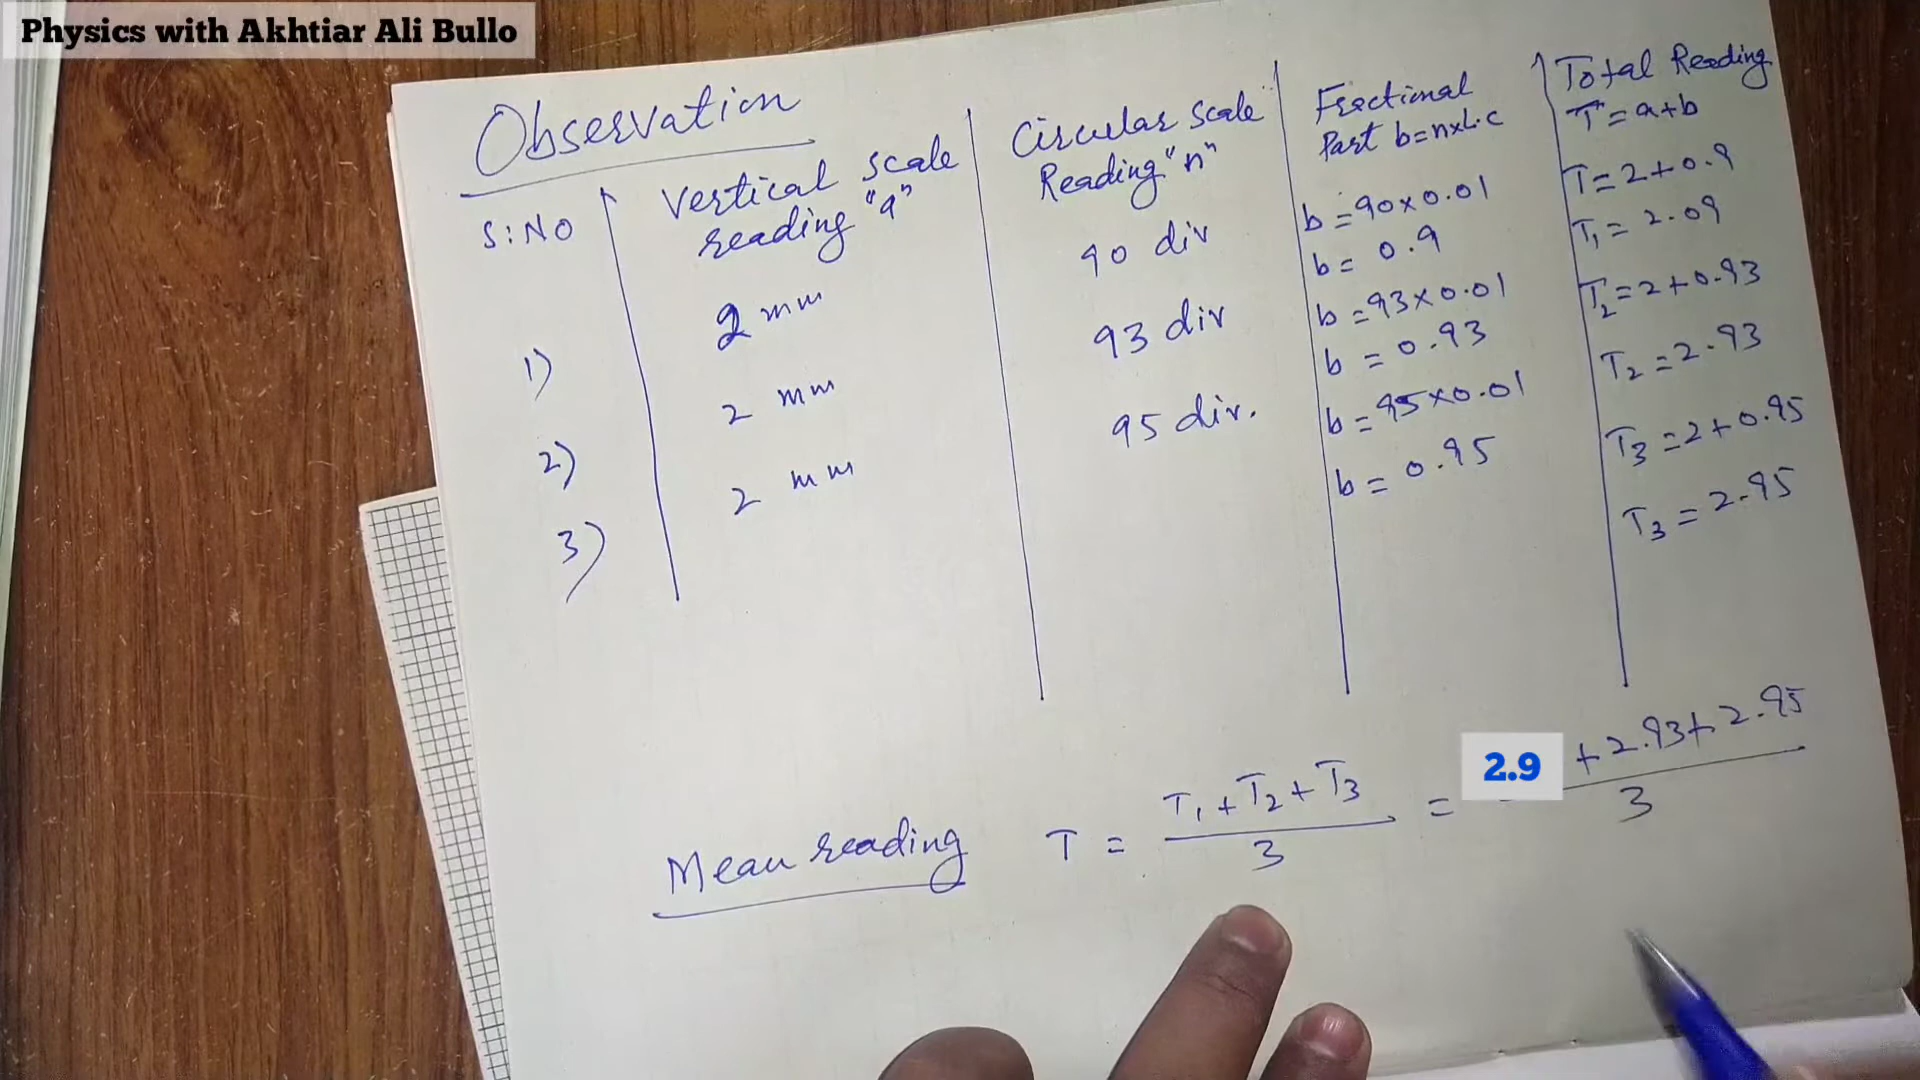 Physics with Akhtiar Ali Bullo
Observation
S:NO
Vertical scale
reading "a"
Circular Scale
Reading "n"
Fractional
Part b=n×L.c
Total Reading
T=a+b
1)
2)
3)
2 mm
2 mm
2 mm
90 div
93 div
95 div.
b=90×0.01
b= 0.9
b=93×0.01
b = 0.93
b=95×0.01
b= 0.95
T=2+0.9
T₁= 2.09
T₂=2+0.93
T₂=2.93
T₃=2+0.95
T₃=2.95
Mean reading T = T₁+T₂+T₃ / 3 = 2.9 +2.93+2.95 / 3